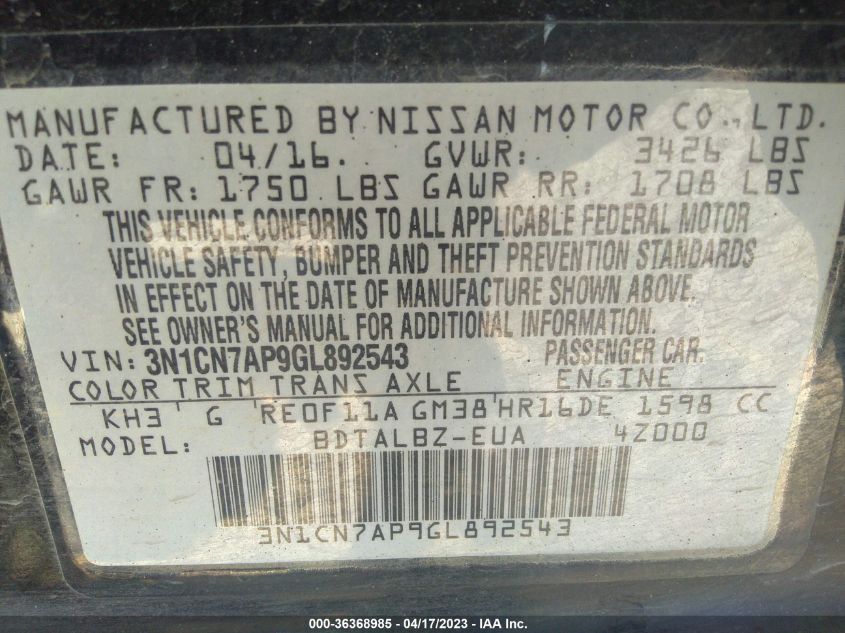 MANUFACTURED BY NISSAN MOTOR CO., LTD.
DATE: 04/16. GVWR: 3426 LBS
GAWR FR: 1750 LBS GAWR RR: 1708 LBS
THIS VEHICLE CONFORMS TO ALL APPLICABLE FEDERAL MOTOR
VEHICLE SAFETY, BUMPER AND THEFT PREVENTION STANDARDS
IN EFFECT ON THE DATE OF MANUFACTURE SHOWN ABOVE.
SEE OWNER'S MANUAL FOR ADDITIONAL INFORMATION.
VIN: 3N1CN7AP9GL892543 PASSENGER CAR.
COLOR TRIM TRANS AXLE ENGINE
KH3 G RE0F11A GM38 HR16DE 1598 CC
MODEL: BDTALBZ-EUA 4Z000
3N1CN7AP9GL892543
000-36368985 - 04/17/2023 - IAA Inc.